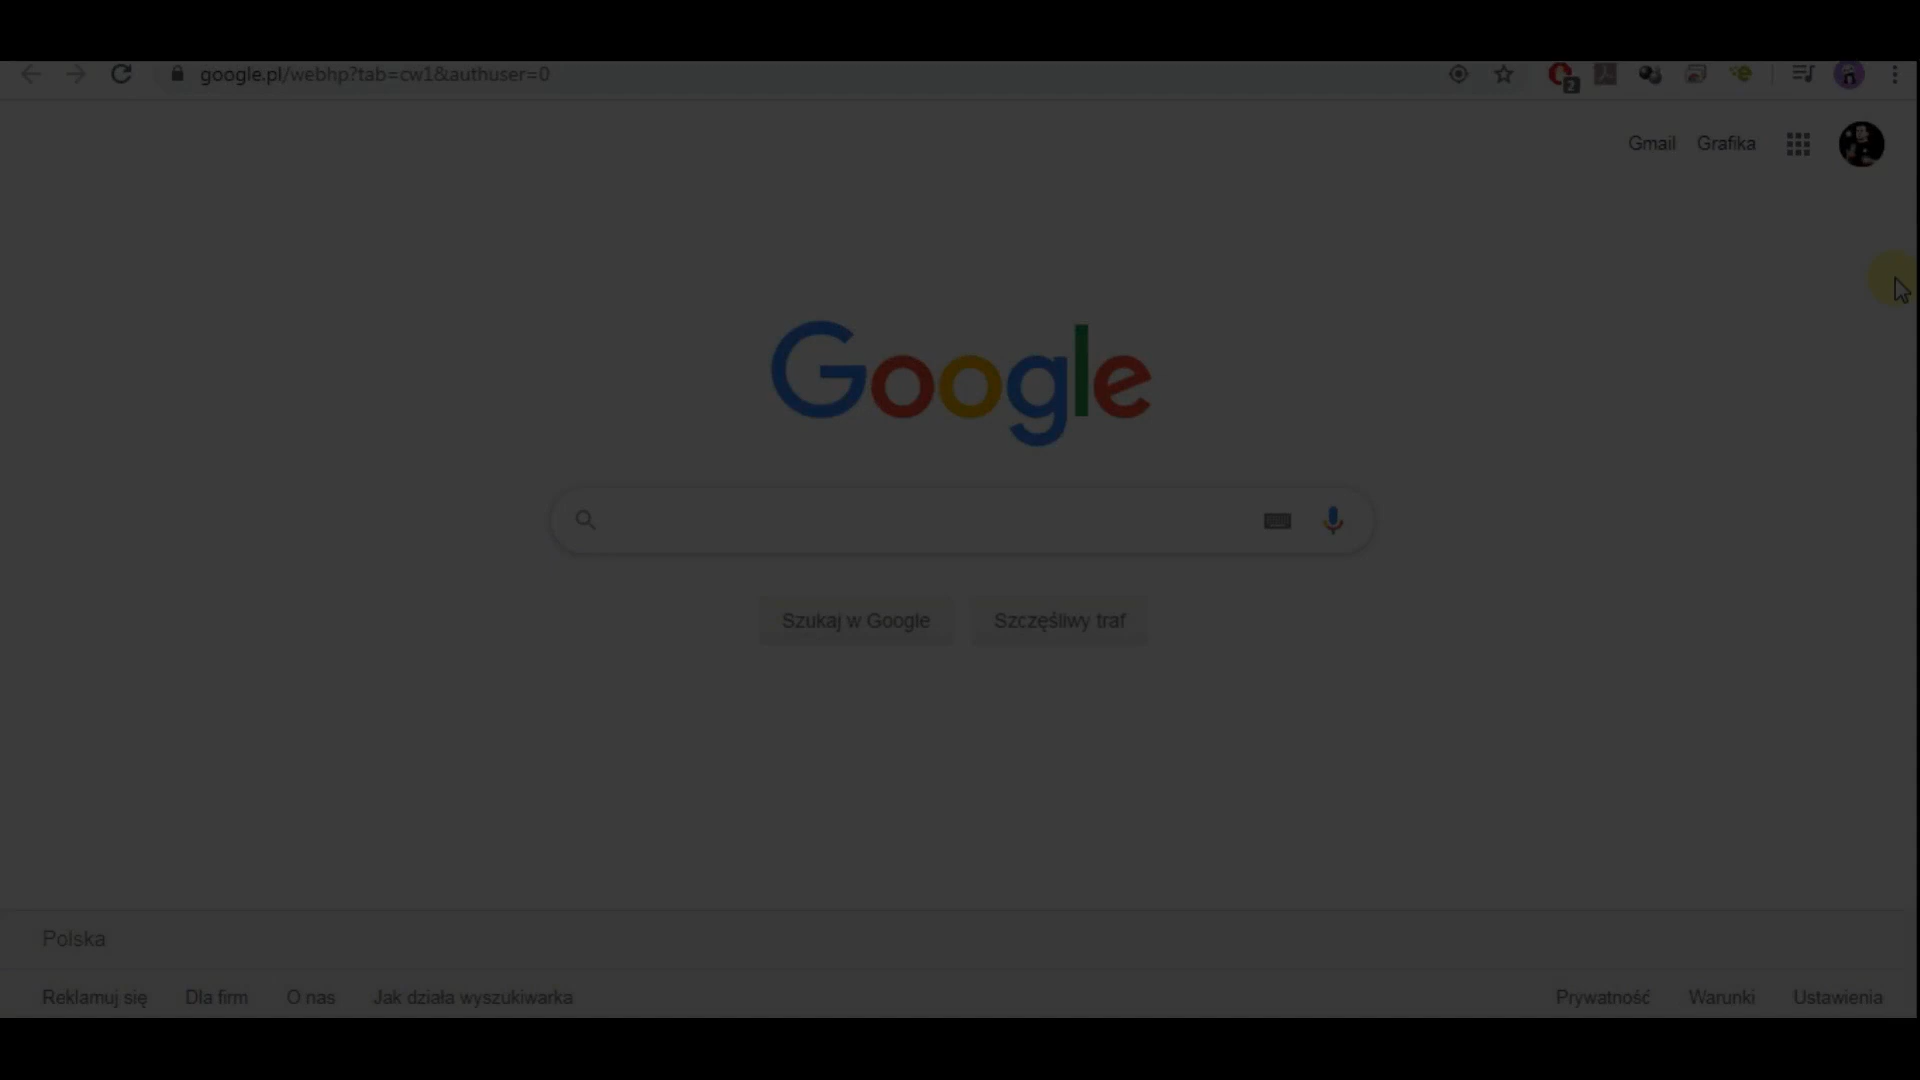 google.pl/webhp?tab=cw1&authuser=0
2
Gmail Grafika
Google
Szukaj w Google Szczęśliwy traf
Polska
Reklamuj się Dla firm O nas Jak działa wyszukiwarka Prywatność Warunki Ustawienia